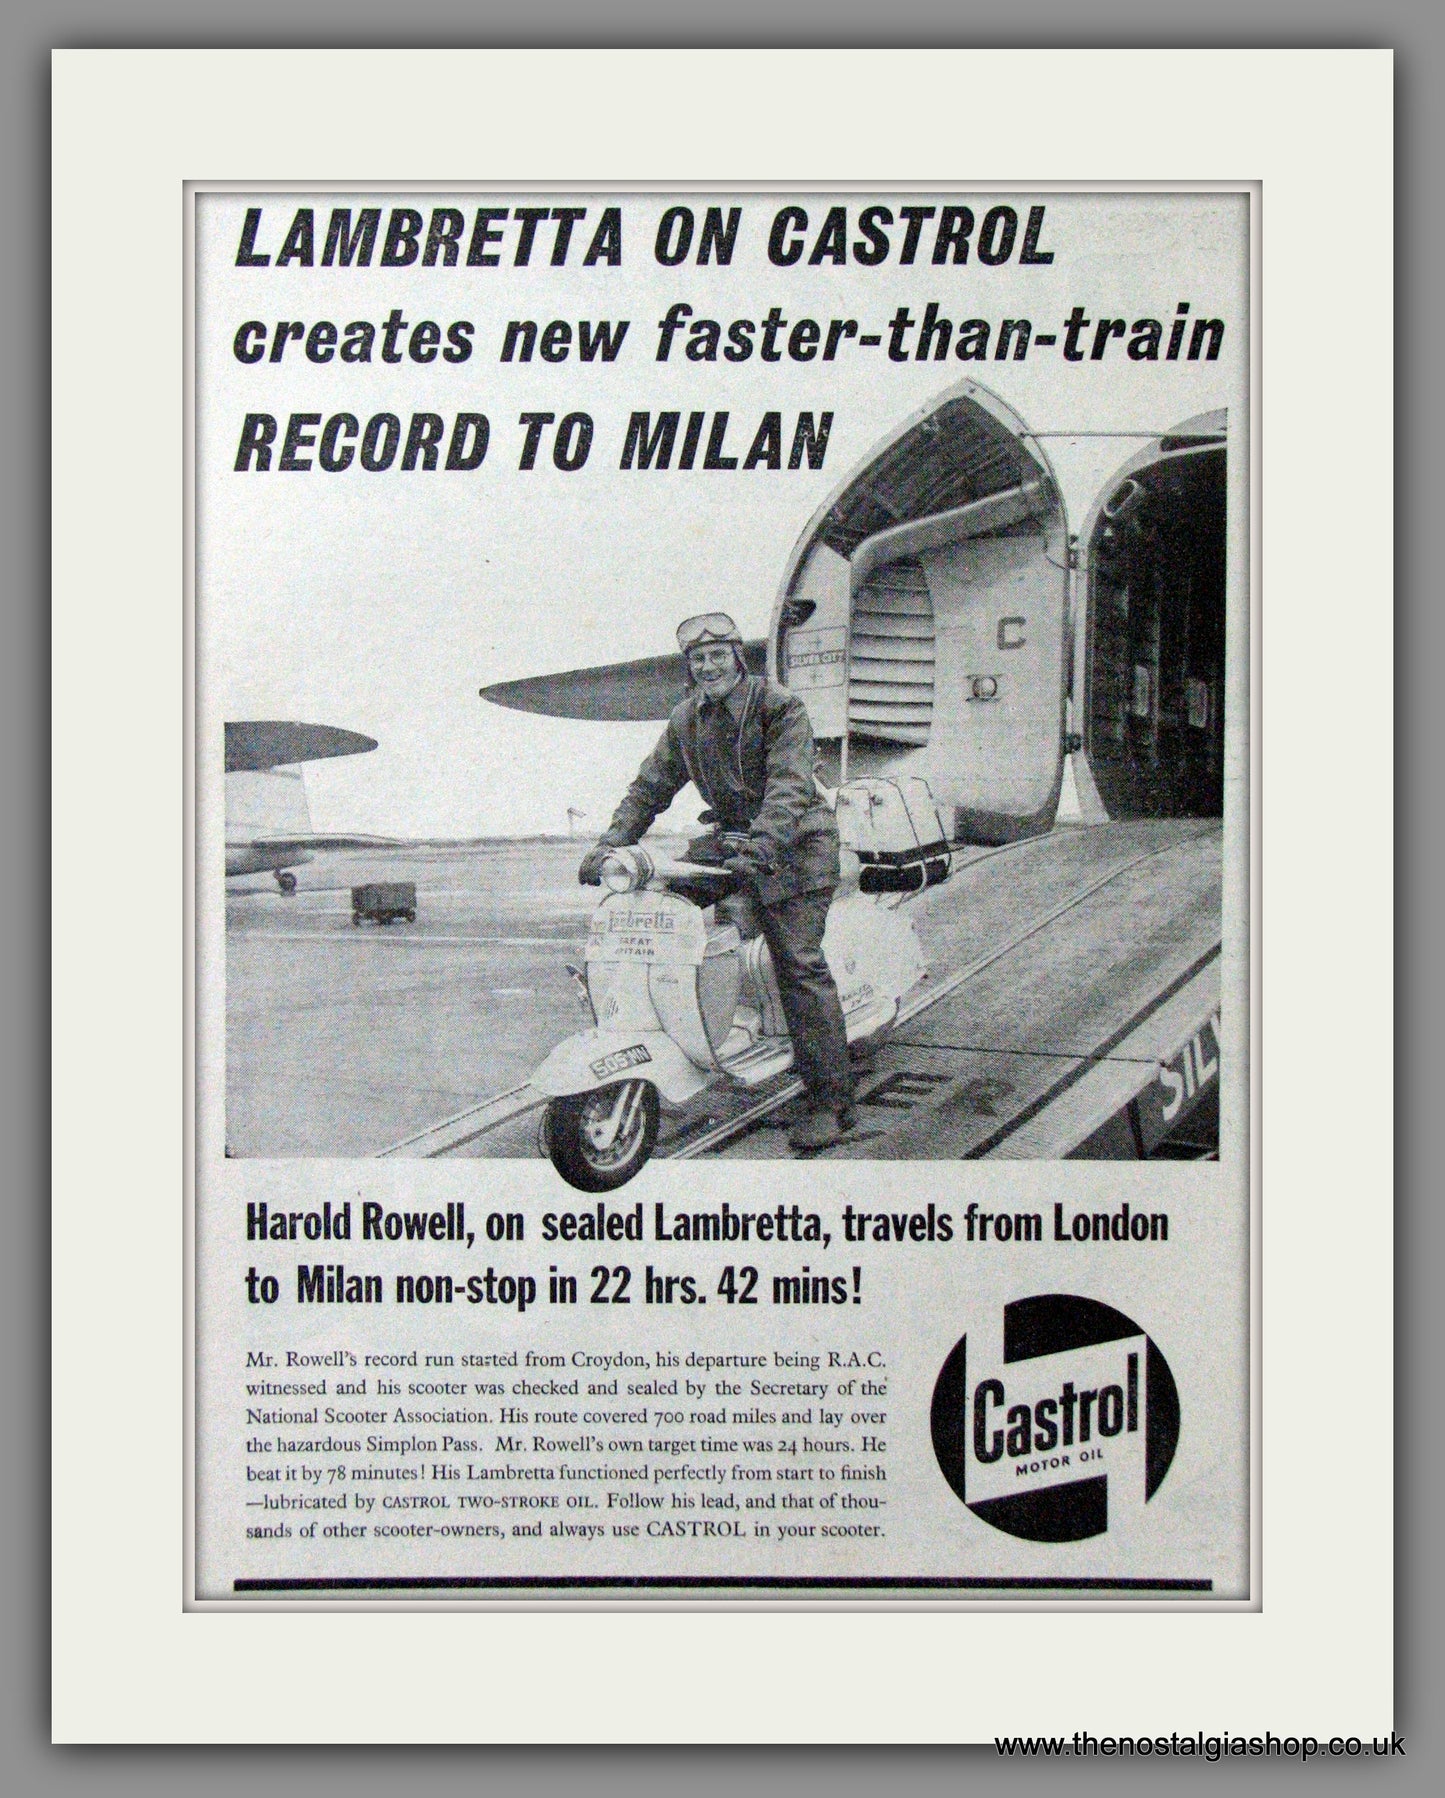 LAMBRETTA ON CASTROL
creates new faster-than-train
RECORD TO MILAN
C
SILVER CITY
Lambretta
GREAT
BRITAIN
ER
SIL
Harold Rowell, on sealed Lambretta, travels from London
to Milan non-stop in 22 hrs. 42 mins!
Mr. Rowell's record run started from Croydon, his departure being R.A.C.
witnessed and his scooter was checked and sealed by the Secretary of the
National Scooter Association. His route covered 700 road miles and lay over
the hazardous Simplon Pass. Mr. Rowell's own target time was 24 hours. He
beat it by 78 minutes! His Lambretta functioned perfectly from start to finish
—lubricated by CASTROL TWO-STROKE OIL. Follow his lead, and that of thou-
sands of other scooter-owners, and always use CASTROL in your scooter.
Castrol
MOTOR OIL
www.thenostalgiashop.co.uk